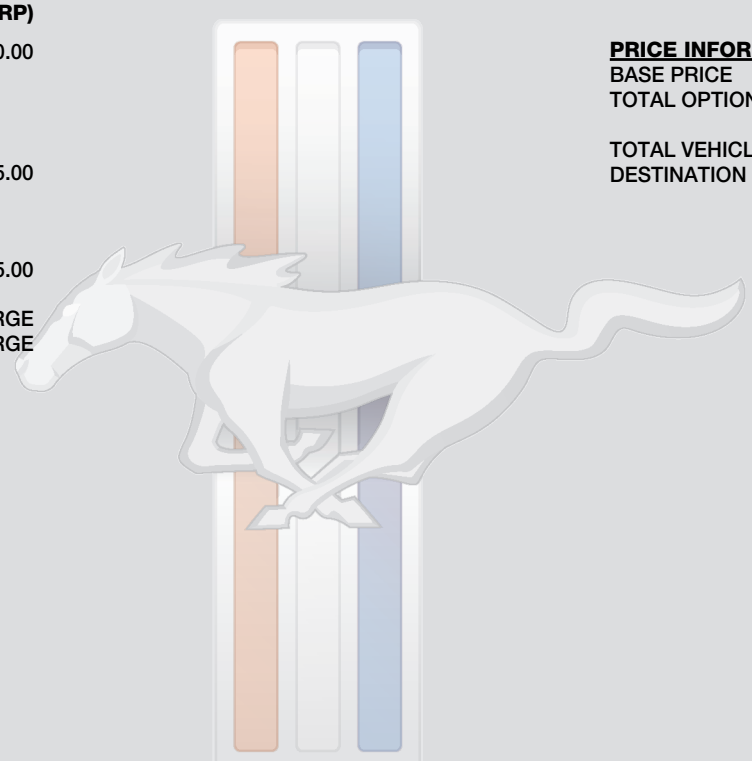 RP)
0.00
5.00
5.00
RGE
RGE
PRICE INFOR
BASE PRICE
TOTAL OPTION
TOTAL VEHICL
DESTINATION